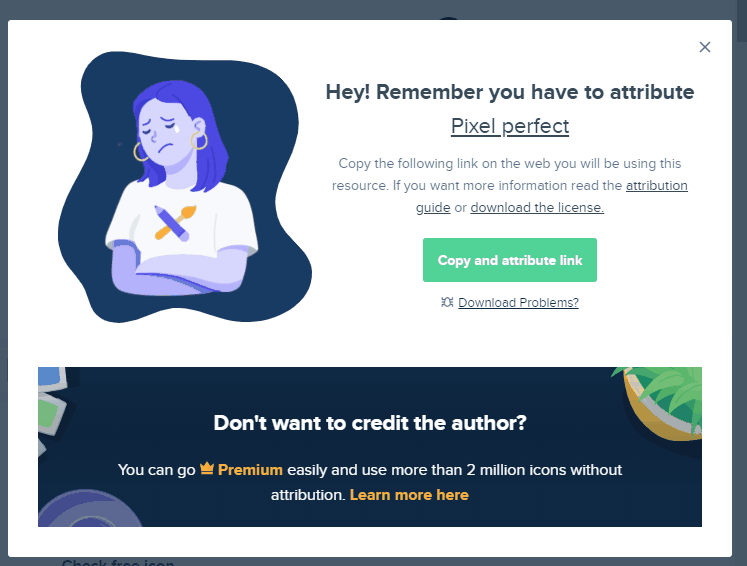 Hey! Remember you have to attribute
Pixel perfect
Copy the following link on the web you will be using this
resource. If you want more information read the attribution
guide or download the license.
Copy and attribute link
Download Problems?
Don't want to credit the author?
You can go Premium easily and use more than 2 million icons without
attribution. Learn more here